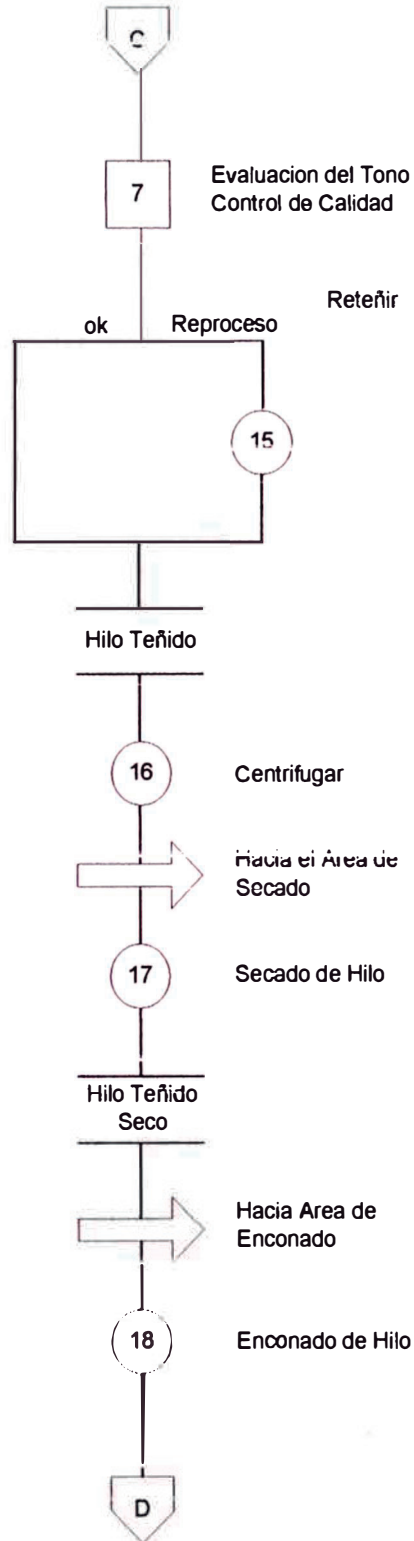 C
7
Evaluacion del Tono
Control de Calidad
Reteñir
ok
Reproceso
15
Hilo Teñido
16
Centrifugar
Hacia el Area de
Secado
17
Secado de Hilo
Hilo Teñido
Seco
Hacia Area de
Enconado
18
Enconado de Hilo
D